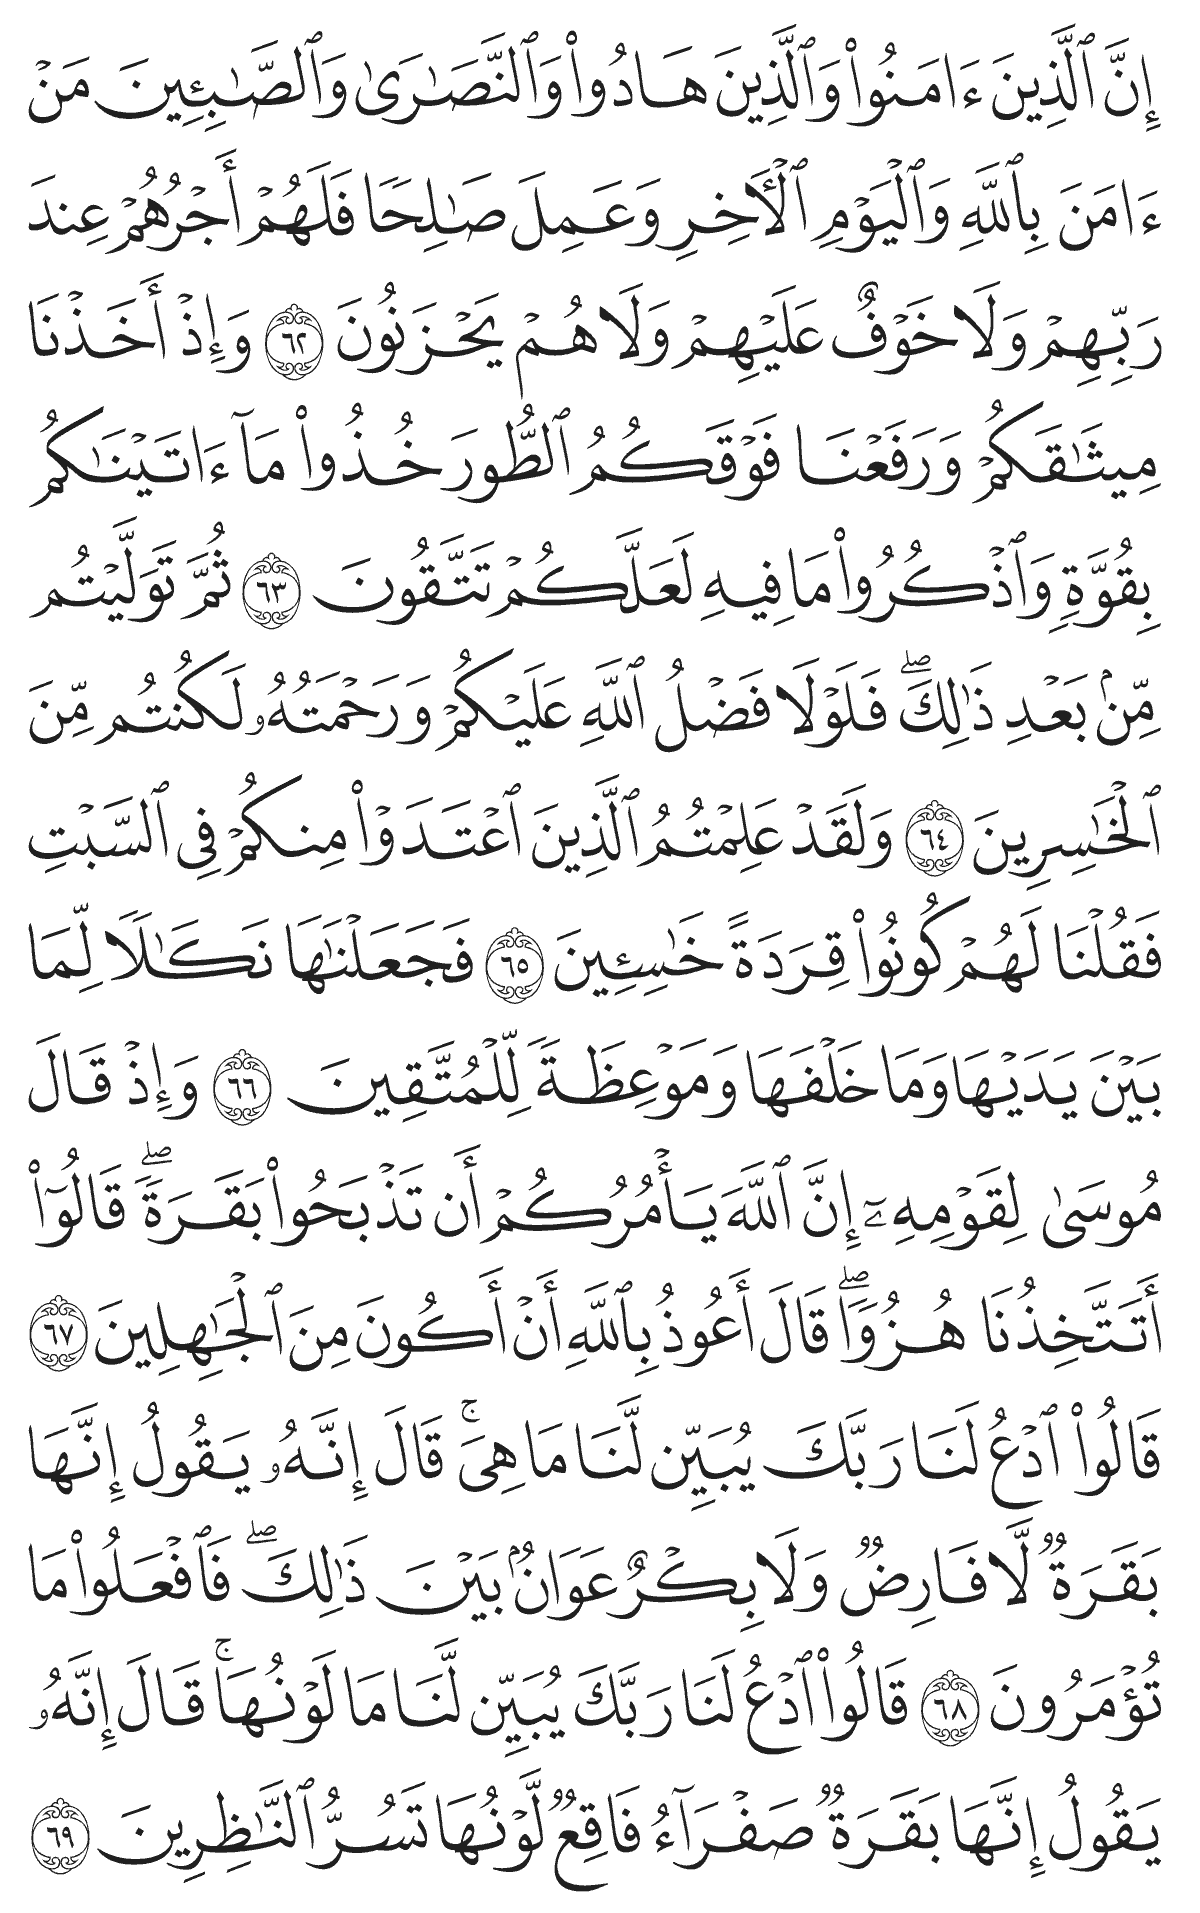 إِنَّ ٱلَّذِينَ ءَامَنُوا۟ وَٱلَّذِينَ هَادُوا۟ وَٱلنَّصَـٰرَىٰ وَٱلصَّـٰبِـِٔينَ مَنْ
ءَامَنَ بِٱللَّهِ وَٱلْيَوْمِ ٱلْـَٔاخِرِ وَعَمِلَ صَـٰلِحًا فَلَهُمْ أَجْرُهُمْ عِندَ
رَبِّهِمْ وَلَا خَوْفٌ عَلَيْهِمْ وَلَا هُمْ يَحْزَنُونَ ٦٢ وَإِذْ أَخَذْنَا
مِيثَـٰقَكُمْ وَرَفَعْنَا فَوْقَكُمُ ٱلطُّورَ خُذُوا۟ مَآ ءَاتَيْنَـٰكُم
بِقُوَّةٍ وَٱذْكُرُوا۟ مَا فِيهِ لَعَلَّكُمْ تَتَّقُونَ ٦٣ ثُمَّ تَوَلَّيْتُم
مِّنۢ بَعْدِ ذَٰلِكَ ۖ فَلَوْلَا فَضْلُ ٱللَّهِ عَلَيْكُمْ وَرَحْمَتُهُۥ لَكُنتُم مِّنَ
ٱلْخَـٰسِرِينَ ٦٤ وَلَقَدْ عَلِمْتُمُ ٱلَّذِينَ ٱعْتَدَوْا۟ مِنكُمْ فِى ٱلسَّبْتِ
فَقُلْنَا لَهُمْ كُونُوا۟ قِرَدَةً خَـٰسِـِٔينَ ٦٥ فَجَعَلْنَـٰهَا نَكَـٰلًا لِّمَا
بَيْنَ يَدَيْهَا وَمَا خَلْفَهَا وَمَوْعِظَةً لِّلْمُتَّقِينَ ٦٦ وَإِذْ قَالَ
مُوسَىٰ لِقَوْمِهِۦٓ إِنَّ ٱللَّهَ يَأْمُرُكُمْ أَن تَذْبَحُوا۟ بَقَرَةً ۖ قَالُوٓا۟
أَتَتَّخِذُنَا هُزُوًا ۖ قَالَ أَعُوذُ بِٱللَّهِ أَنْ أَكُونَ مِنَ ٱلْجَـٰهِلِينَ ٦٧
قَالُوا۟ ٱدْعُ لَنَا رَبَّكَ يُبَيِّن لَّنَا مَا هِىَ ۚ قَالَ إِنَّهُۥ يَقُولُ إِنَّهَا
بَقَرَةٌ لَّا فَارِضٌ وَلَا بِكْرٌ عَوَانٌۢ بَيْنَ ذَٰلِكَ ۖ فَٱفْعَلُوا۟ مَا
تُؤْمَرُونَ ٦٨ قَالُوا۟ ٱدْعُ لَنَا رَبَّكَ يُبَيِّن لَّنَا مَا لَوْنُهَا ۚ قَالَ إِنَّهُۥ
يَقُولُ إِنَّهَا بَقَرَةٌ صَفْرَآءُ فَاقِعٌ لَّوْنُهَا تَسُرُّ ٱلنَّـٰظِرِينَ ٦٩